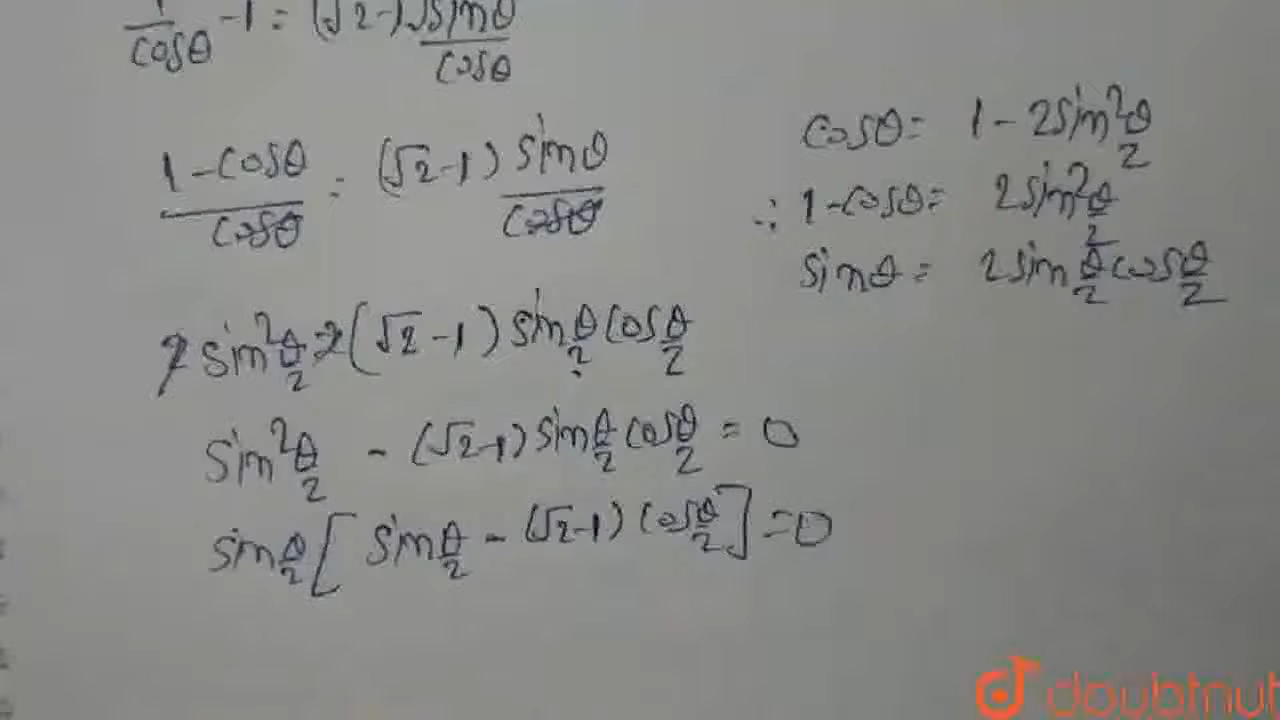 1/cosθ - 1 = (√2-1) sinθ/cosθ
1-cosθ/cosθ = (√2-1) sinθ/cosθ
2 sin²θ/2 = 2(√2-1) sinθ/2 cosθ/2
sin²θ/2 - (√2-1) sinθ/2 cosθ/2 = 0
sinθ/2 [ sinθ/2 - (√2-1) cosθ/2 ] = 0
cosθ = 1 - 2sin²θ/2
∴ 1-cosθ = 2sin²θ/2
sinθ = 2sinθ/2 cosθ/2
doubtnut